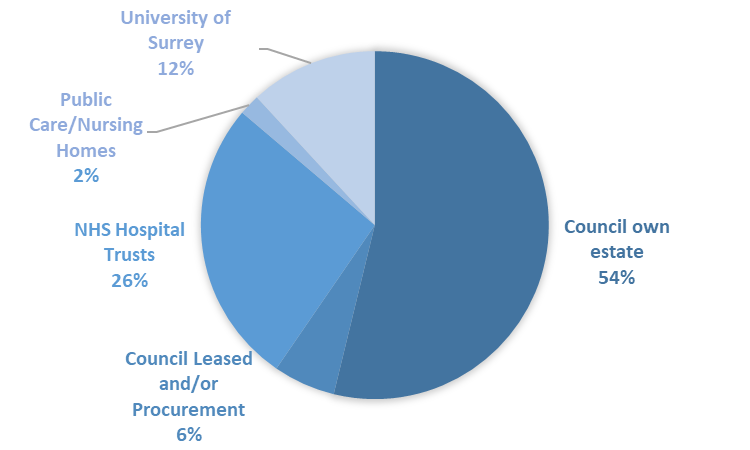 University of
Surrey
12%
Public
Care/Nursing
Homes
2%
NHS Hospital
Trusts
26%
Council own
estate
54%
Council Leased
and/or
Procurement
6%